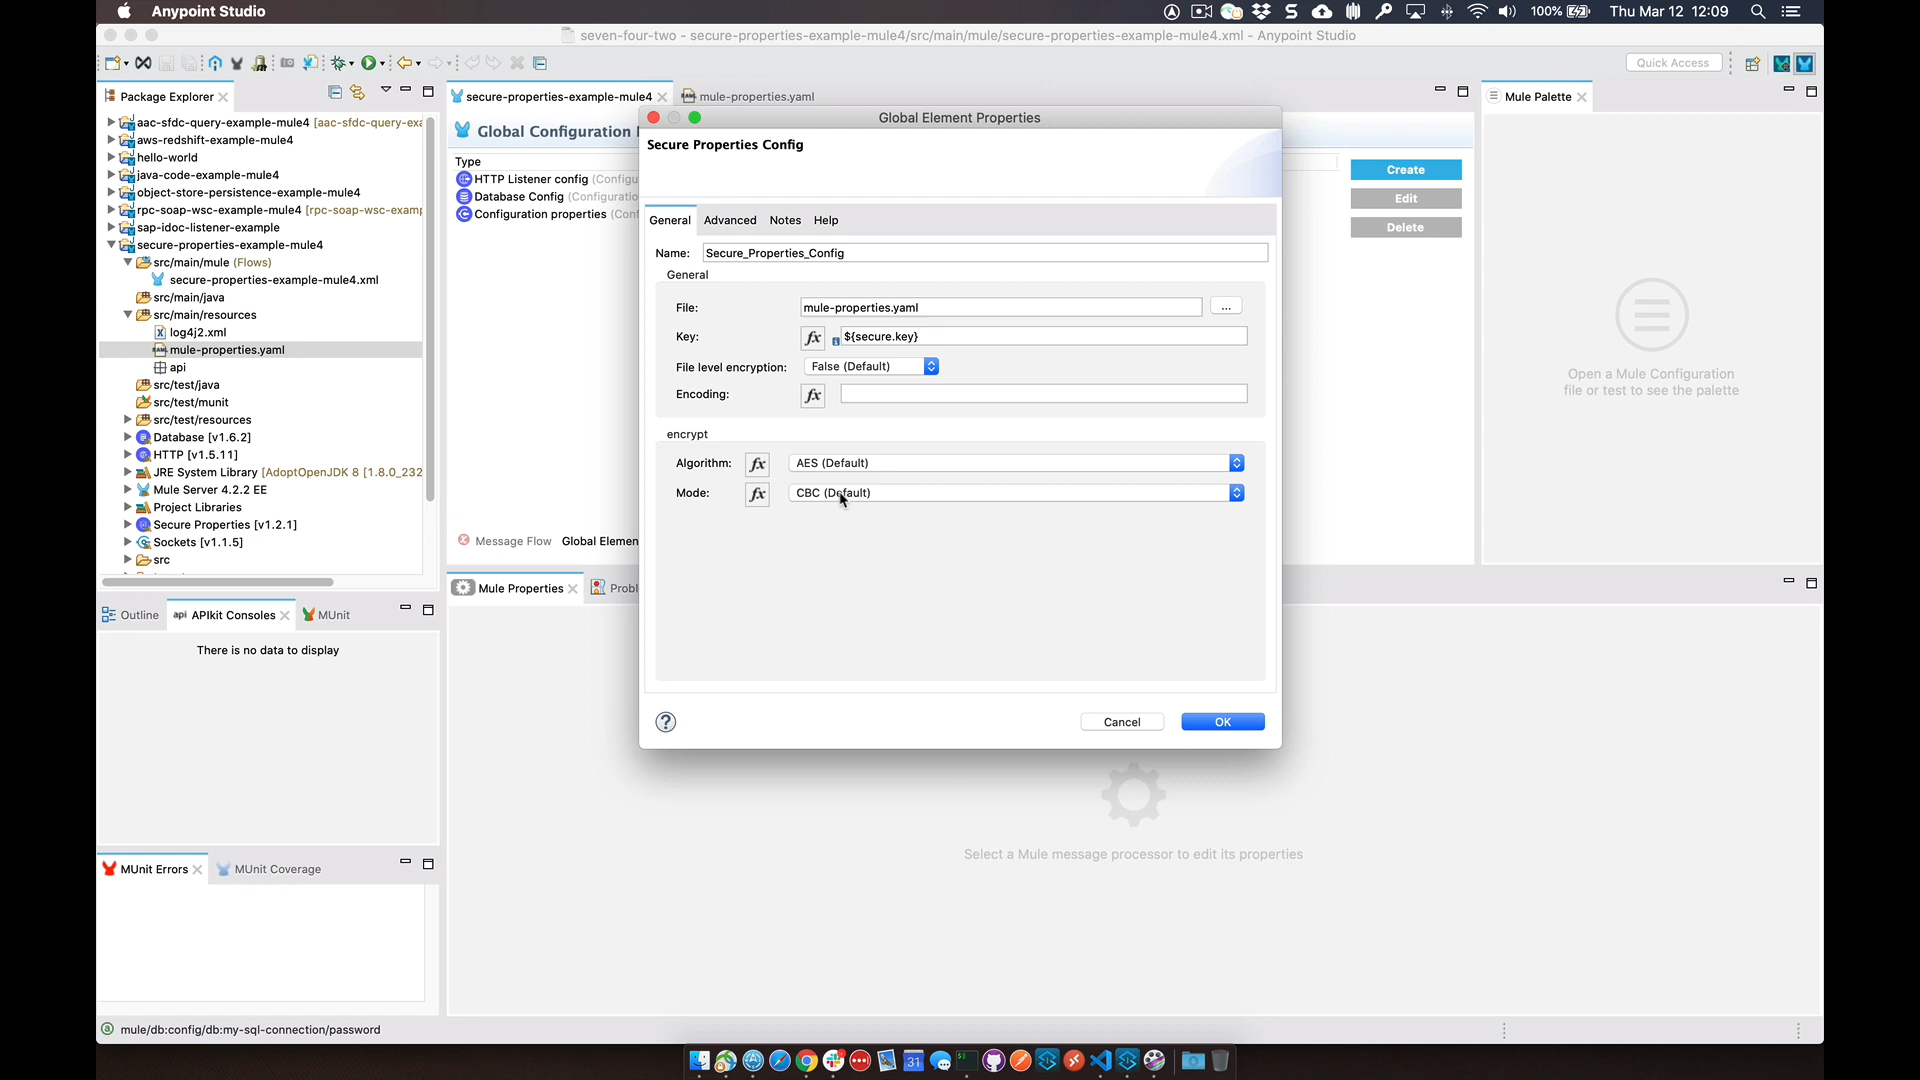 Anypoint Studio
100%
Thu Mar 12 12:09
seven-four-two - secure-properties-example-mule4/src/main/mule/secure-properties-example-mule4.xml - Anypoint Studio
Quick Access
Package Explorer
aac-sfdc-query-example-mule4 [aac-sfdc-query-exa
aws-redshift-example-mule4
hello-world
java-code-example-mule4
object-store-persistence-example-mule4
rpc-soap-wsc-example-mule4 [rpc-soap-wsc-examp
sap-idoc-listener-example
secure-properties-example-mule4
src/main/mule (Flows)
secure-properties-example-mule4.xml
src/main/java
src/main/resources
log4j2.xml
mule-properties.yaml
api
src/test/java
src/test/munit
src/test/resources
Database [v1.6.2]
HTTP [v1.5.11]
JRE System Library [AdoptOpenJDK 8 [1.8.0_232
Mule Server 4.2.2 EE
Project Libraries
Secure Properties [v1.2.1]
Sockets [v1.1.5]
src
secure-properties-example-mule4
mule-properties.yaml
Global Configuration
Type
HTTP Listener config (Configu
Database Config (Configuratio
Configuration properties (Con
Create
Edit
Delete
Message Flow
Global Elemen
Global Element Properties
Secure Properties Config
General
Advanced
Notes
Help
Name: Secure_Properties_Config
General
File: mule-properties.yaml
...
Key: fx ${secure.key}
File level encryption: False (Default)
Encoding: fx
encrypt
Algorithm: fx AES (Default)
Mode: fx CBC (Default)
?
Cancel
OK
Mule Palette
Open a Mule Configuration
file or test to see the palette
Mule Properties
Probl
Select a Mule message processor to edit its properties
Outline
api APIkit Consoles
MUnit
There is no data to display
MUnit Errors
MUnit Coverage
mule/db:config/db:my-sql-connection/password
31